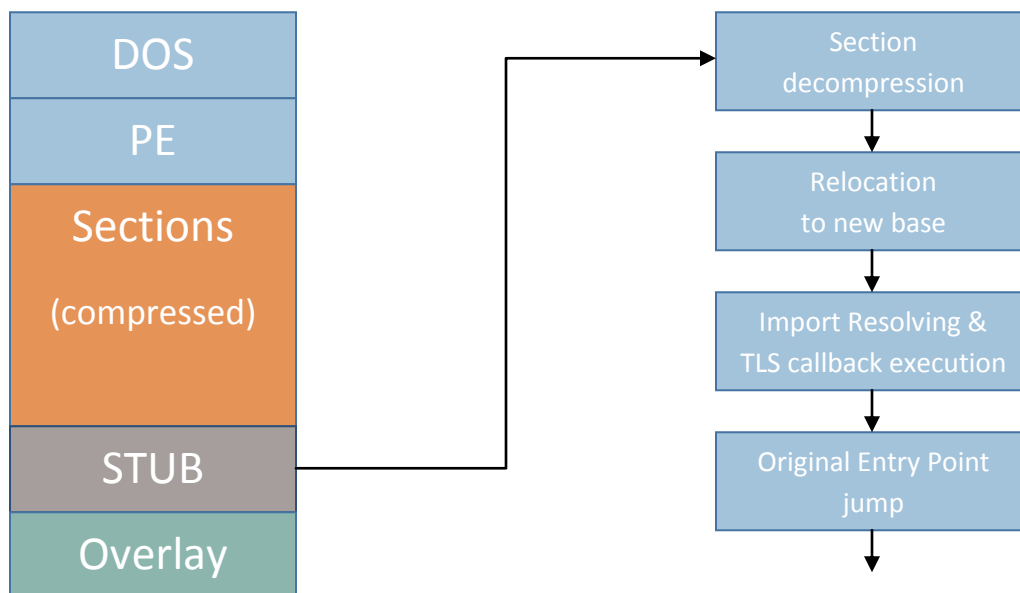 DOS
PE
Sections
(compressed)
STUB
Overlay
Section
decompression
Relocation
to new base
Import Resolving &
TLS callback execution
Original Entry Point
jump